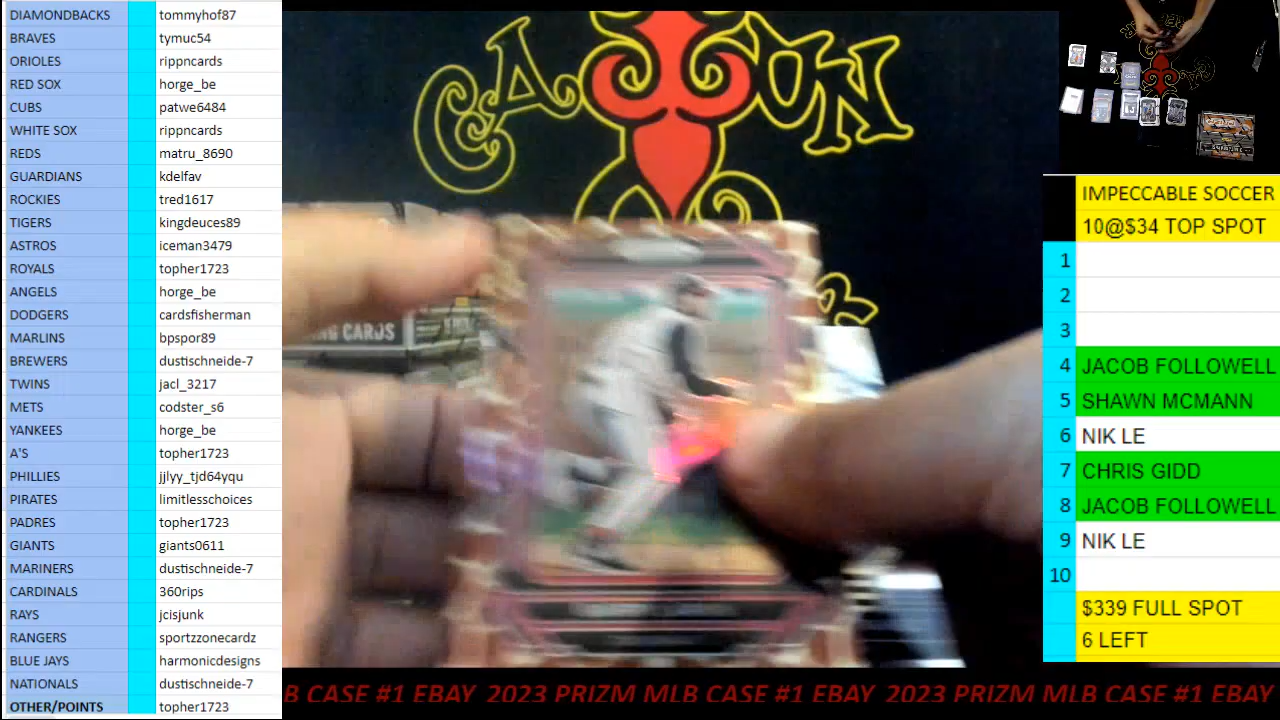 DIAMONDBACKS tommyhof87
BRAVES tymuc54
ORIOLES rippncards
RED SOX horge_be
CUBS patwe6484
WHITE SOX rippncards
REDS matru_8690
GUARDIANS kdelfav
ROCKIES tred1617
TIGERS kingdeuces89
ASTROS iceman3479
ROYALS topher1723
ANGELS horge_be
DODGERS cardsfisherman
MARLINS bpspor89
BREWERS dustischneide-7
TWINS jacl_3217
METS codster_s6
YANKEES horge_be
A'S topher1723
PHILLIES jjlyy_tjd64yqu
PIRATES limitlesschoices
PADRES topher1723
GIANTS giants0611
MARINERS dustischneide-7
CARDINALS 360rips
RAYS jcisjunk
RANGERS sportzzonecardz
BLUE JAYS harmonicdesigns
NATIONALS dustischneide-7
OTHER/POINTS topher1723
CARDS
IMPECCABLE SOCCER
10@$34 TOP SPOT
1
2
3
4 JACOB FOLLOWELL
5 SHAWN MCMANN
6 NIK LE
7 CHRIS GIDD
8 JACOB FOLLOWELL
9 NIK LE
10
$339 FULL SPOT
6 LEFT
B CASE #1 EBAY 2023 PRIZM MLB CASE #1 EBAY 2023 PRIZM MLB CASE #1 EBAY